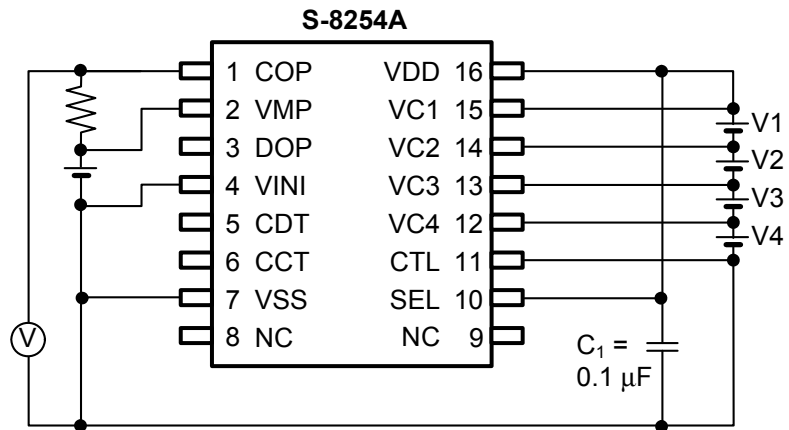 S-8254A
1 COP VDD 16
2 VMP VC1 15
3 DOP VC2 14
4 VINI VC3 13
5 CDT VC4 12
6 CCT CTL 11
7 VSS SEL 10
8 NC NC 9
V1
V2
V3
V4
V
C₁ =
0.1 μF